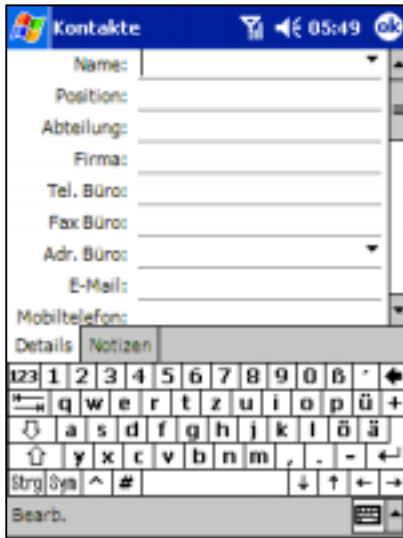 Kontakte 05:49 ok
Name:
Position:
Abteilung:
Firma:
Tel. Büro:
Fax Büro:
Adr. Büro:
E-Mail:
Mobiltelefon:
Details Notizen
123 1 2 3 4 5 6 7 8 9 0 ß ´
q w e r t z u i o p ü +
a s d f g h j k l ö ä
y x c v b n m , . -
Strg Sym ^ #
Bearb.